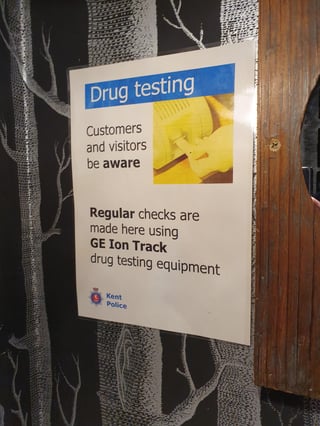 Drug testing
Customers
and visitors
be aware
Regular checks are
made here using
GE Ion Track
drug testing equipment
Kent
Police